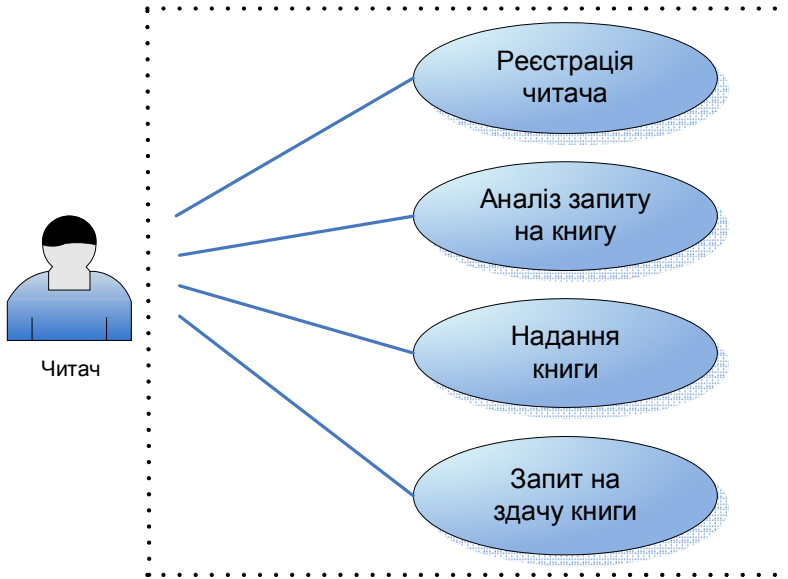 Реєстрація
читача
Аналіз запиту
на книгу
Читач
Надання
книги
Запит на
здачу книги